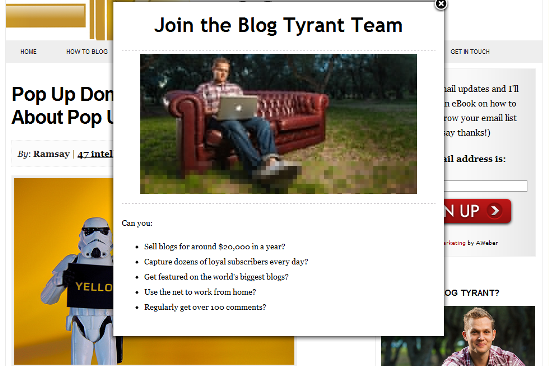 Join the Blog Tyrant Team
HOME
HOW TO BLOG
GET IN TOUCH
Pop Up Don
About Pop U
By: Ramsay | 47 intel
YELLO
Can you:
Sell blogs for around $20,000 in a year?
Capture dozens of loyal subscribers every day?
Get featured on the world's biggest blogs?
Use the net to work from home?
Regularly get over 100 comments?
nail updates and I'll
n eBook on how to
row your email list
say thanks!)
ail address is:
N UP
arketing by AWeber
OG TYRANT?